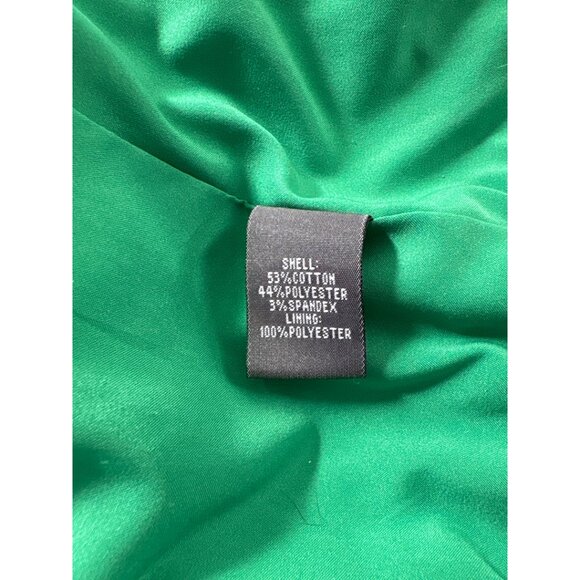 SHELL:
53%COTTON
44%POLYESTER
3%SPANDEX
LINING:
100%POLYESTER